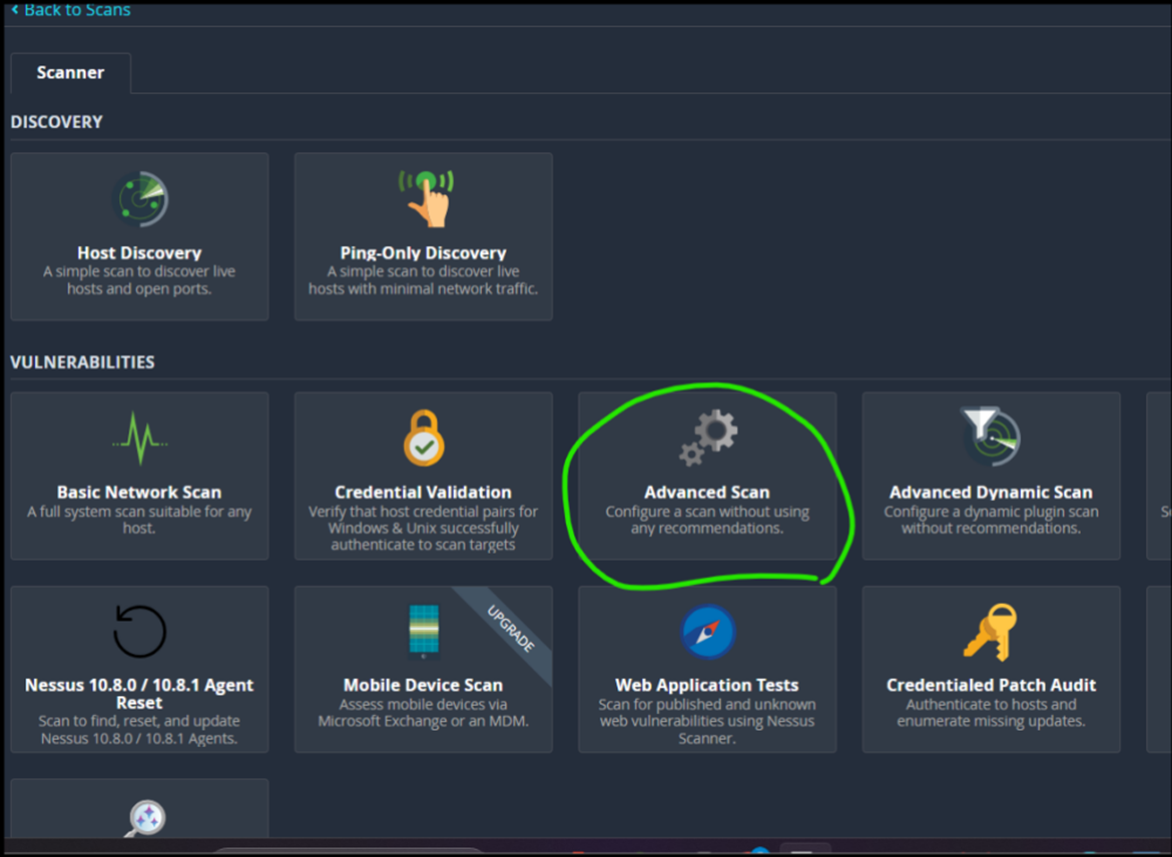 Back to Scans
Scanner
DISCOVERY
Host Discovery
A simple scan to discover live
hosts and open ports.
Ping-Only Discovery
A simple scan to discover live
hosts with minimal network traffic.
VULNERABILITIES
Basic Network Scan
A full system scan suitable for any
host.
Credential Validation
Verify that host credential pairs for
Windows & Unix successfully
authenticate to scan targets
Advanced Scan
Configure a scan without using
any recommendations.
Advanced Dynamic Scan
Configure a dynamic plugin scan
without recommendations.
Nessus 10.8.0 / 10.8.1 Agent
Reset
Scan to find, reset, and update
Nessus 10.8.0 / 10.8.1 Agents.
UPGRADE
Mobile Device Scan
Assess mobile devices via
Microsoft Exchange or an MDM.
Web Application Tests
Scan for published and unknown
web vulnerabilities using Nessus
Scanner.
Credentialed Patch Audit
Authenticate to hosts and
enumerate missing updates.